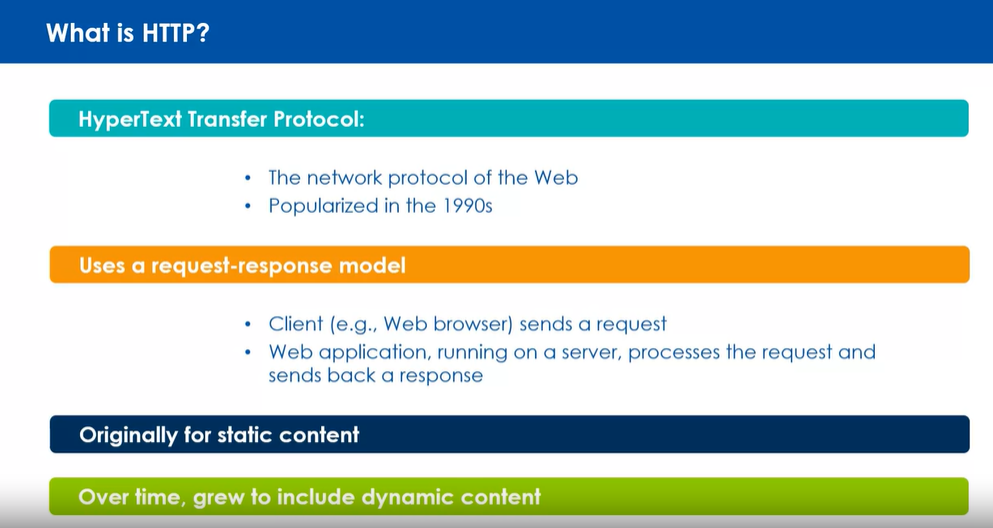 What is HTTP?
HyperText Transfer Protocol:
• The network protocol of the Web
• Popularized in the 1990s
Uses a request-response model
• Client (e.g., Web browser) sends a request
• Web application, running on a server, processes the request and
sends back a response
Originally for static content
Over time, grew to include dynamic content